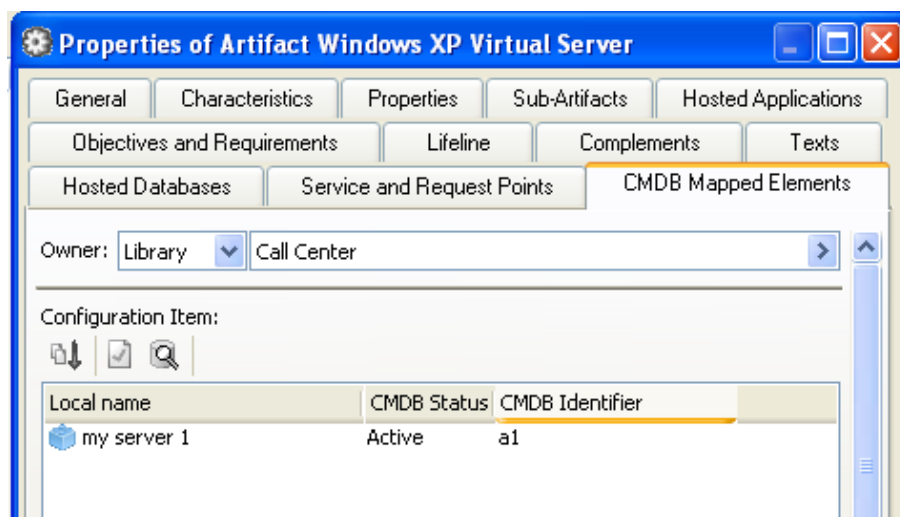 Properties of Artifact Windows XP Virtual Server
General Characteristics Properties Sub-Artifacts Hosted Applications
Objectives and Requirements Lifeline Complements Texts
Hosted Databases Service and Request Points CMDB Mapped Elements
Owner: Library Call Center
Configuration Item:
Local name CMDB Status CMDB Identifier
my server 1 Active a1